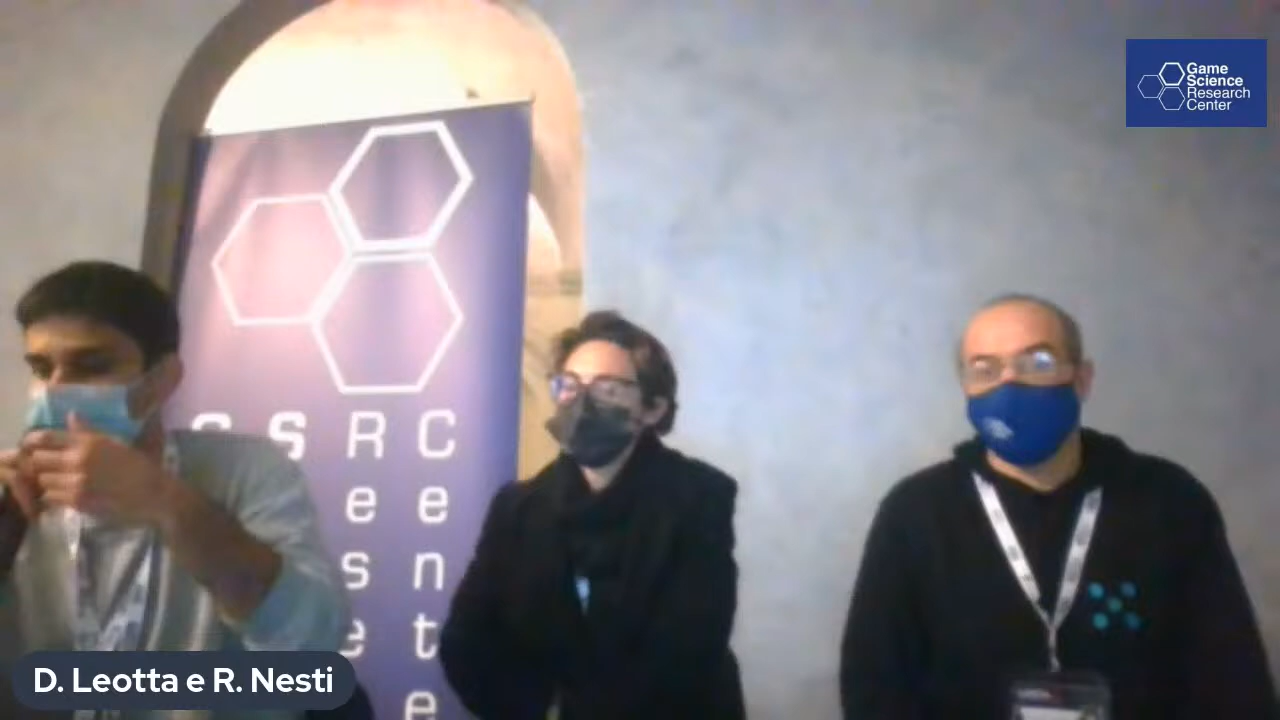 Game
Science
Research
Center
S
R
e
s
e
C
e
n
t
e
D. Leotta e R. Nesti